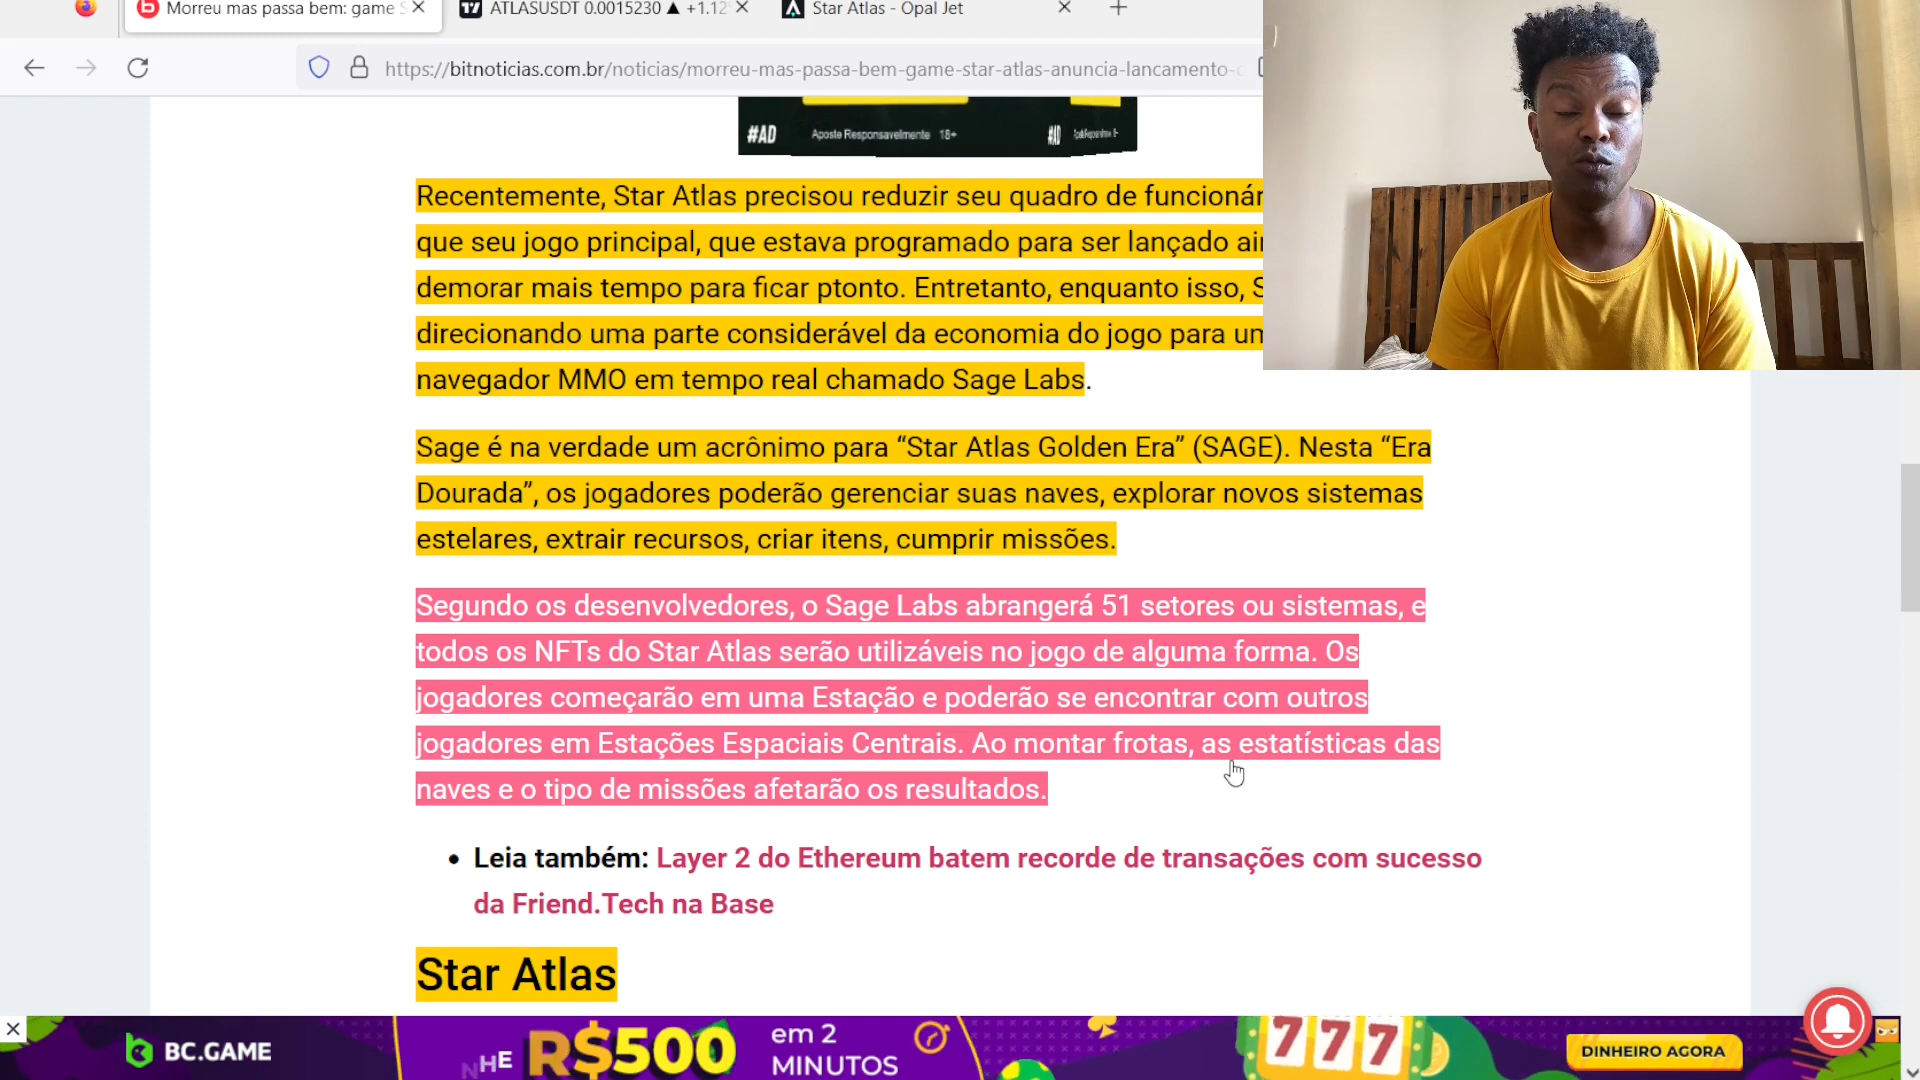 Morreu mas passa bem: game S
ATLASUSDT 0.0015230 ▲ +1.12
Star Atlas - Opal Jet
https://bitnoticias.com.br/noticias/morreu-mas-passa-bem-game-star-atlas-anuncia-lancamento-
#AD Aposte Responsavelmente 18+ #AD
Recentemente, Star Atlas precisou reduzir seu quadro de funcionár
que seu jogo principal, que estava programado para ser lançado ai
demorar mais tempo para ficar ptonto. Entretanto, enquanto isso, S
direcionando uma parte considerável da economia do jogo para um
navegador MMO em tempo real chamado Sage Labs.
Sage é na verdade um acrônimo para “Star Atlas Golden Era” (SAGE). Nesta “Era
Dourada”, os jogadores poderão gerenciar suas naves, explorar novos sistemas
estelares, extrair recursos, criar itens, cumprir missões.
Segundo os desenvolvedores, o Sage Labs abrangerá 51 setores ou sistemas, e
todos os NFTs do Star Atlas serão utilizáveis no jogo de alguma forma. Os
jogadores começarão em uma Estação e poderão se encontrar com outros
jogadores em Estações Espaciais Centrais. Ao montar frotas, as estatísticas das
naves e o tipo de missões afetarão os resultados.
• Leia também: Layer 2 do Ethereum batem recorde de transações com sucesso
da Friend.Tech na Base
Star Atlas
BC.GAME
NHE R$500
em 2
MINUTOS
777
DINHEIRO AGORA